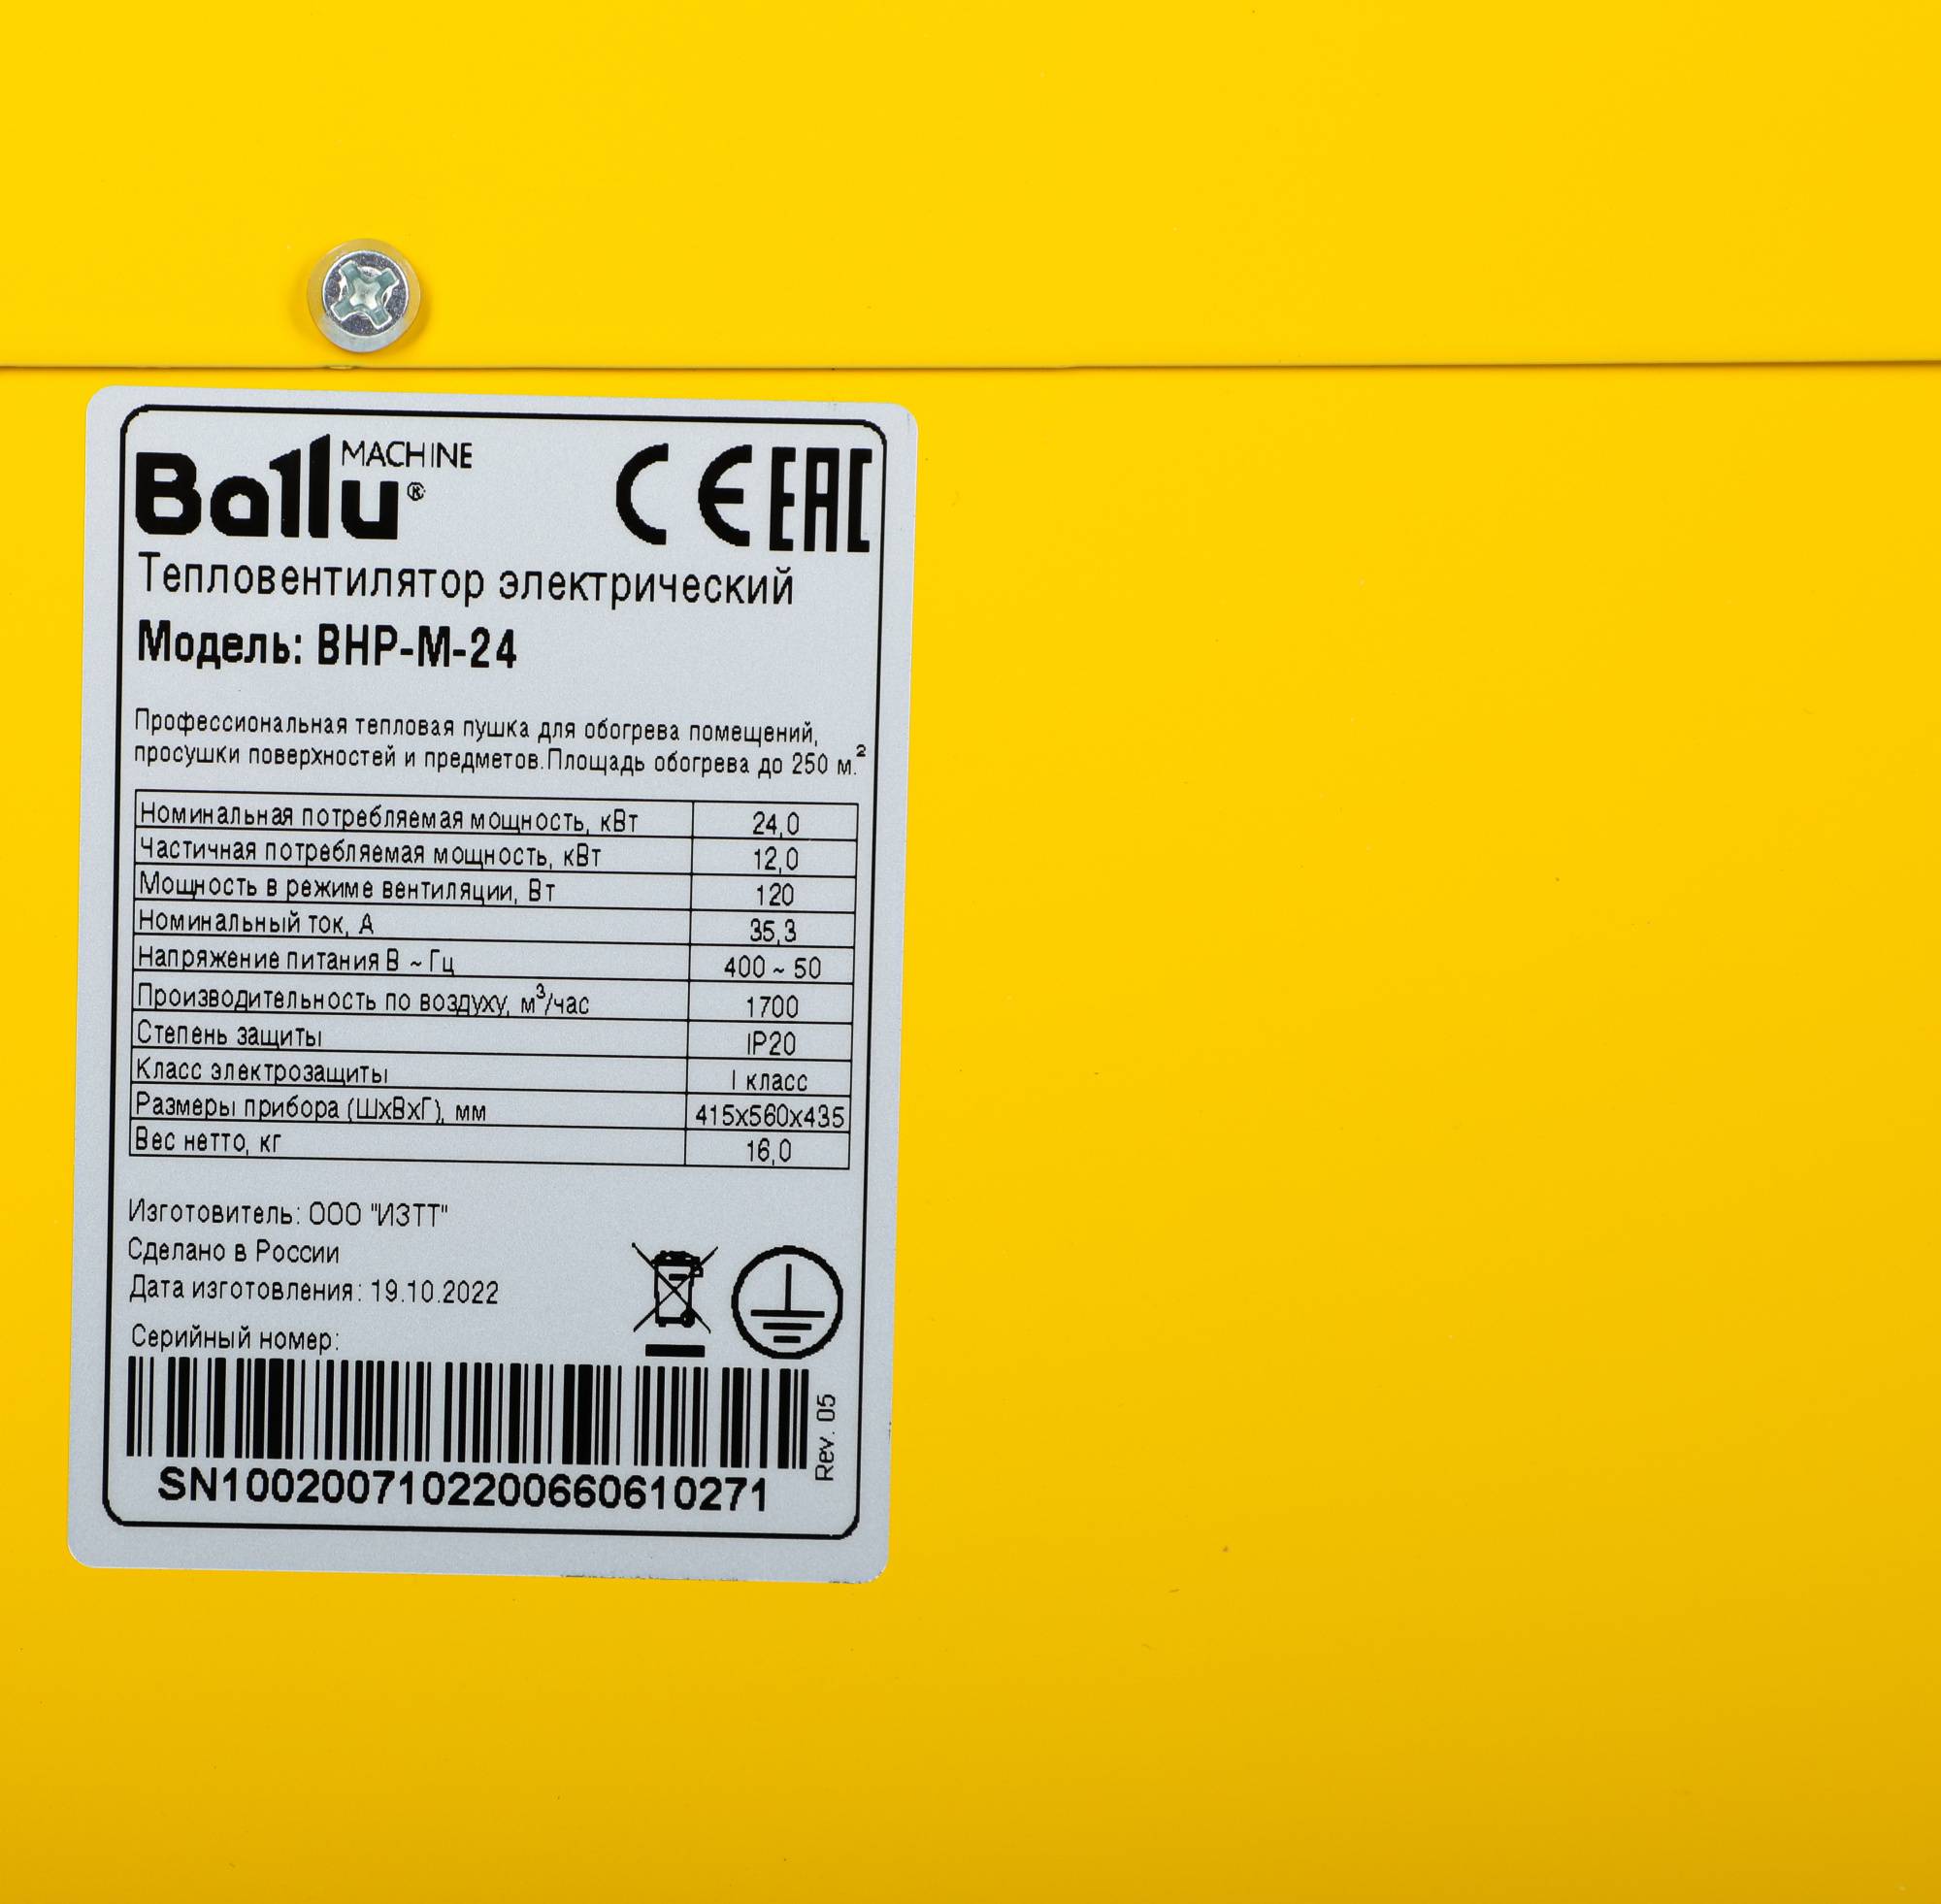 Ballu® MACHINE CE EAC
Тепловентилятор электрический
Модель: BHP-M-24
Профессиональная тепловая пушка для обогрева помещений,
просушки поверхностей и предметов.Площадь обогрева до 250 м.²
Номинальная потребляемая мощность, кВт 24,0
Частичная потребляемая мощность, кВт 12,0
Мощность в режиме вентиляции, Вт 120
Номинальный ток, А 35,3
Напряжение питания В ~ Гц 400 ~ 50
Производительность по воздуху, м³/час 1700
Степень защиты IP20
Класс электрозащиты I класс
Размеры прибора (ШхВхГ), мм 415х560х435
Вес нетто, кг 16,0
Изготовитель: ООО "ИЗТТ"
Сделано в России
Дата изготовления: 19.10.2022
Серийный номер:
Rev. 05
SN1002007102200660610271